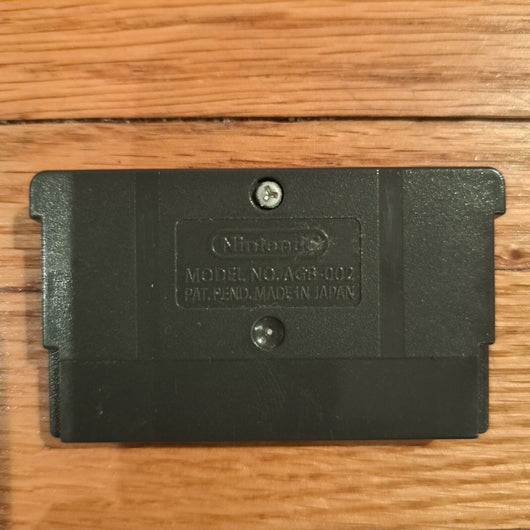 Nintendo
MODEL NO. AGB-002
PAT. PEND. MADE IN JAPAN